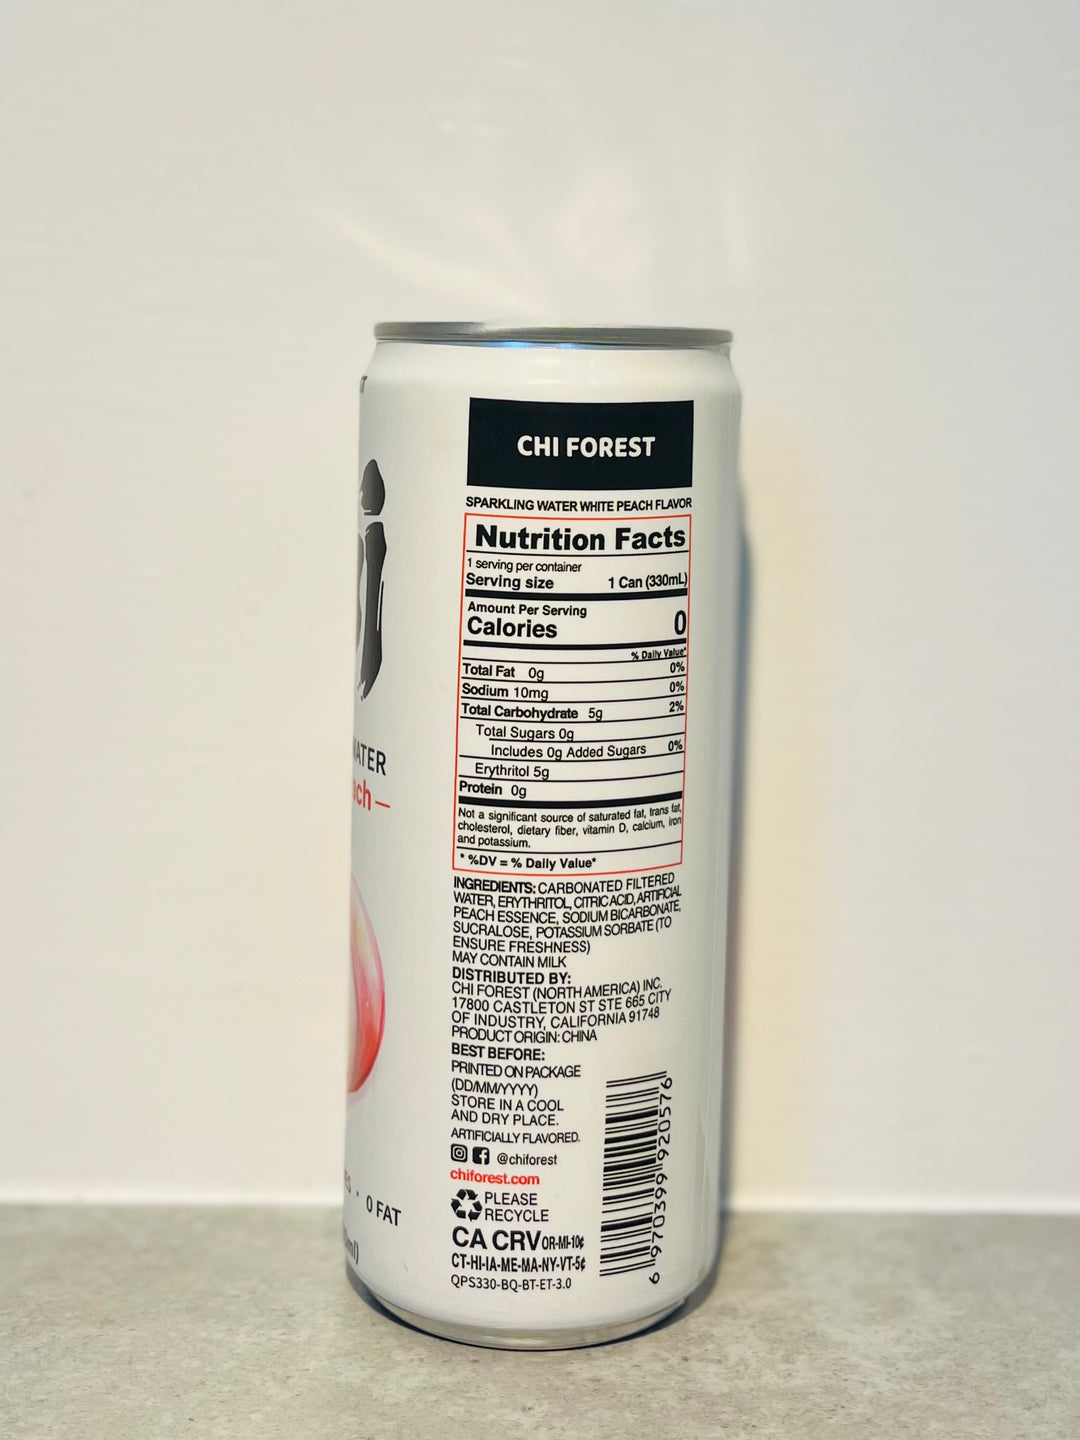 CHI FOREST
SPARKLING WATER WHITE PEACH FLAVOR
Nutrition Facts
1 serving per container
Serving size 1 Can (330mL)
Amount Per Serving
Calories 0
% Daily Value*
Total Fat 0g 0%
Sodium 10mg 0%
Total Carbohydrate 5g 2%
Total Sugars 0g
Includes 0g Added Sugars 0%
Erythritol 5g
Protein 0g
Not a significant source of saturated fat, trans fat,
cholesterol, dietary fiber, vitamin D, calcium, iron
and potassium.
* %DV = % Daily Value*
INGREDIENTS: CARBONATED FILTERED
WATER, ERYTHRITOL, CITRIC ACID, ARTIFICIAL
PEACH ESSENCE, SODIUM BICARBONATE,
SUCRALOSE, POTASSIUM SORBATE (TO
ENSURE FRESHNESS)
MAY CONTAIN MILK
DISTRIBUTED BY:
CHI FOREST (NORTH AMERICA) INC.
17800 CASTLETON ST STE 665 CITY
OF INDUSTRY, CALIFORNIA 91748
PRODUCT ORIGIN: CHINA
BEST BEFORE:
PRINTED ON PACKAGE
(DD/MM/YYYY)
STORE IN A COOL
AND DRY PLACE.
ARTIFICIALLY FLAVORED.
@chiforest
chiforest.com
PLEASE
RECYCLE
CA CRV OR-MI-10¢
CT-HI-IA-ME-MA-NY-VT-5¢
QPS330-BQ-BT-ET-3.0
6 970399 920576
0 FAT